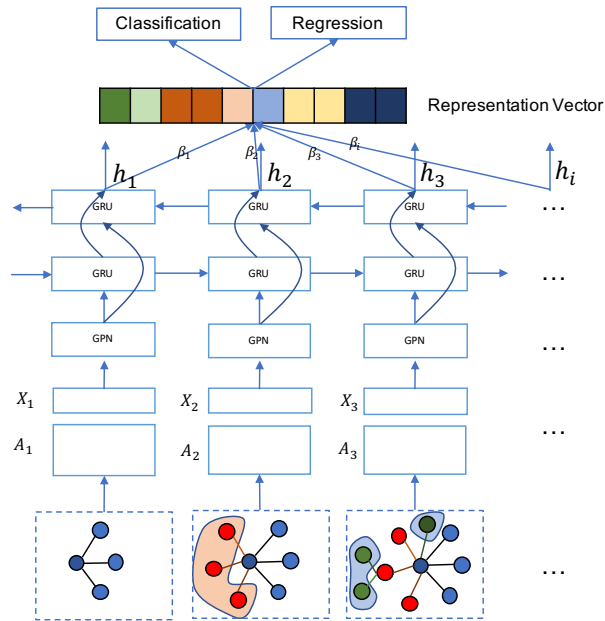 Classification Regression
Representation Vector
β₁ β₂ β₃ βᵢ
h₁ h₂ h₃ hᵢ
GRU GRU GRU ...
GRU GRU GRU ...
GPN GPN GPN ...
X₁ X₂ X₃
A₁ A₂ A₃ ...
...